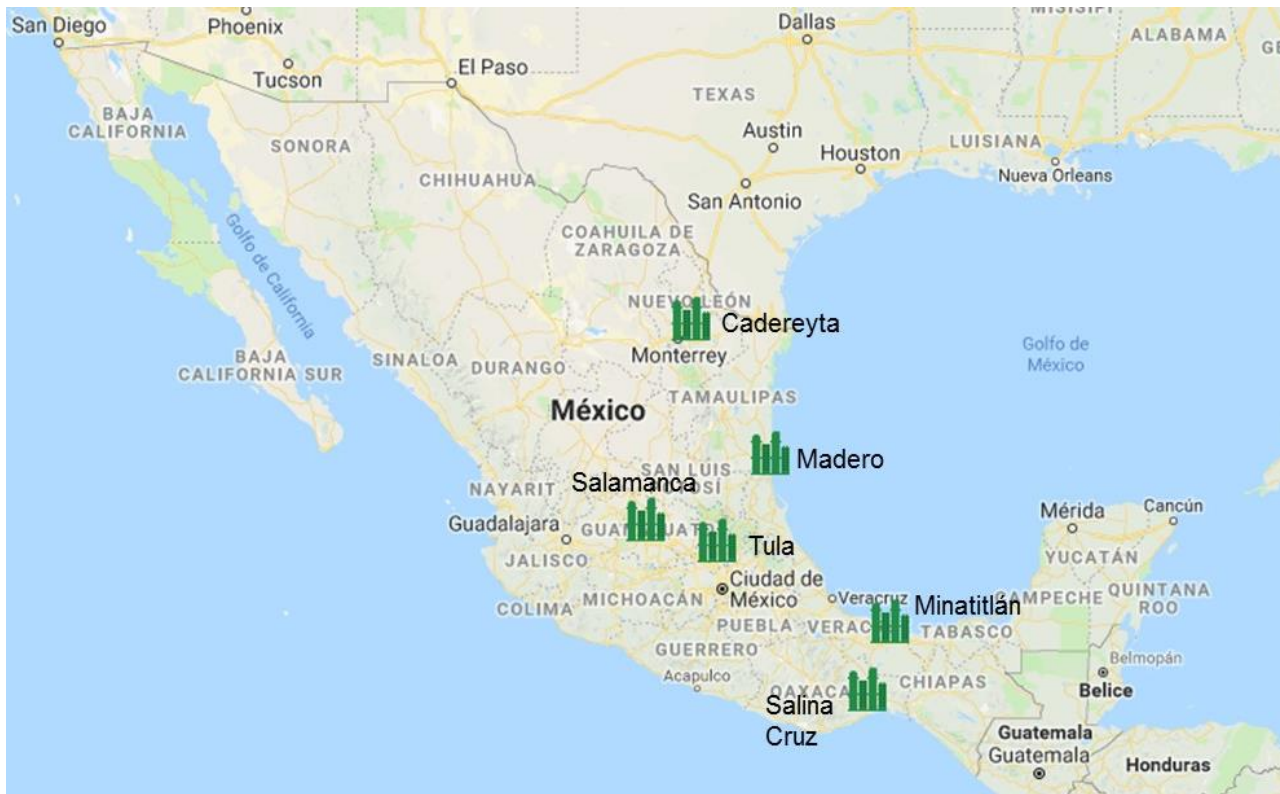 San Diego
Phoenix
Tucson
El Paso
Dallas
ALABAMA
TEXAS
BAJA
CALIFORNIA
SONORA
Austin
Houston
LUISIANA
Nueva Orleans
CHIHUAHUA
San Antonio
Golfo de California
COAHUILA DE
ZARAGOZA
NUEVO LEÓN
Cadereyta
Monterrey
Golfo de
México
BAJA
CALIFORNIA SUR
SINALOA
DURANGO
TAMAULIPAS
México
Madero
SAN LUIS
POTOSÍ
Salamanca
NAYARIT
Guadalajara
GUANAJUATO
JALISCO
Tula
Mérida
Cancún
YUCATÁN
Ciudad de
México
COLIMA
MICHOACÁN
Veracruz
Minatitlán
CAMPECHE
QUINTANA
ROO
PUEBLA
VERACRUZ
TABASCO
GUERRERO
Acapulco
OAXACA
CHIAPAS
Salina
Cruz
Belmopán
Belice
Guatemala
Guatemala
Honduras